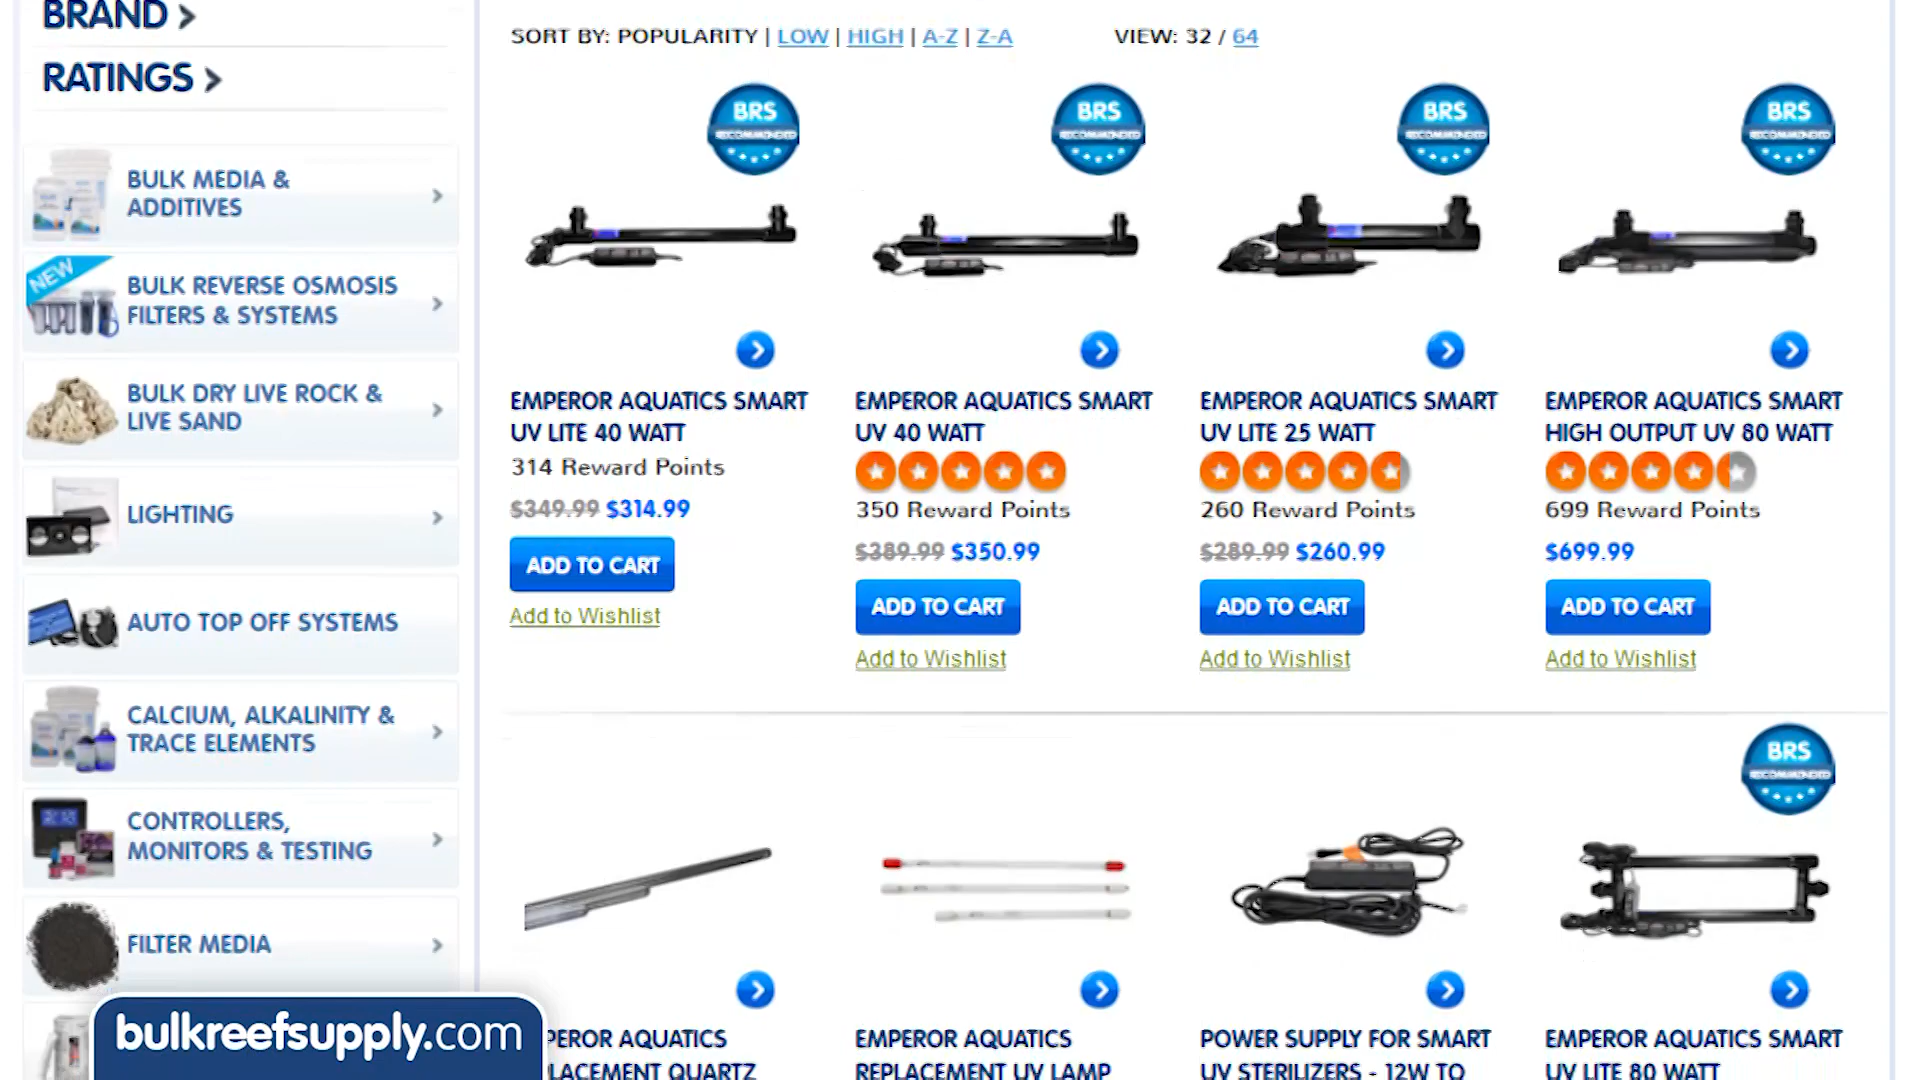 BRAND >
RATINGS >
BULK MEDIA &
ADDITIVES
NEW
BULK REVERSE OSMOSIS
FILTERS & SYSTEMS
BULK DRY LIVE ROCK &
LIVE SAND
LIGHTING
AUTO TOP OFF SYSTEMS
CALCIUM, ALKALINITY &
TRACE ELEMENTS
CONTROLLERS,
MONITORS & TESTING
FILTER MEDIA
SORT BY: POPULARITY | LOW | HIGH | A-Z | Z-A
VIEW: 32 / 64
BRS
RECOMMENDED
EMPEROR AQUATICS SMART
UV LITE 40 WATT
314 Reward Points
$349.99 $314.99
ADD TO CART
Add to Wishlist
BRS
RECOMMENDED
EMPEROR AQUATICS SMART
UV 40 WATT
350 Reward Points
$389.99 $350.99
ADD TO CART
Add to Wishlist
BRS
RECOMMENDED
EMPEROR AQUATICS SMART
UV LITE 25 WATT
260 Reward Points
$289.99 $260.99
ADD TO CART
Add to Wishlist
BRS
RECOMMENDED
EMPEROR AQUATICS SMART
HIGH OUTPUT UV 80 WATT
699 Reward Points
$699.99
ADD TO CART
Add to Wishlist
PEROR AQUATICS
LACEMENT QUARTZ
EMPEROR AQUATICS
REPLACEMENT UV LAMP
POWER SUPPLY FOR SMART
UV STERILIZERS - 12W TO
BRS
RECOMMENDED
EMPEROR AQUATICS SMART
UV LITE 80 WATT
bulkreefsupply.com